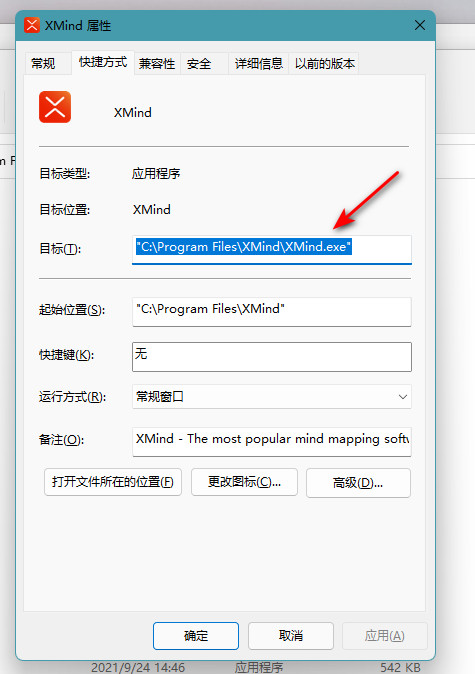 XMind 属性
常规 快捷方式 兼容性 安全 详细信息 以前的版本
m F
XMind
目标类型: 应用程序
目标位置: XMind
目标(T): "C:\Program Files\XMind\XMind.exe"
起始位置(S): "C:\Program Files\XMind"
快捷键(K): 无
运行方式(R): 常规窗口
备注(O): XMind - The most popular mind mapping softw
打开文件所在的位置(F) 更改图标(C)... 高级(D)...
确定 取消 应用(A)
2021/9/24 14:46 应用程序 542 KB